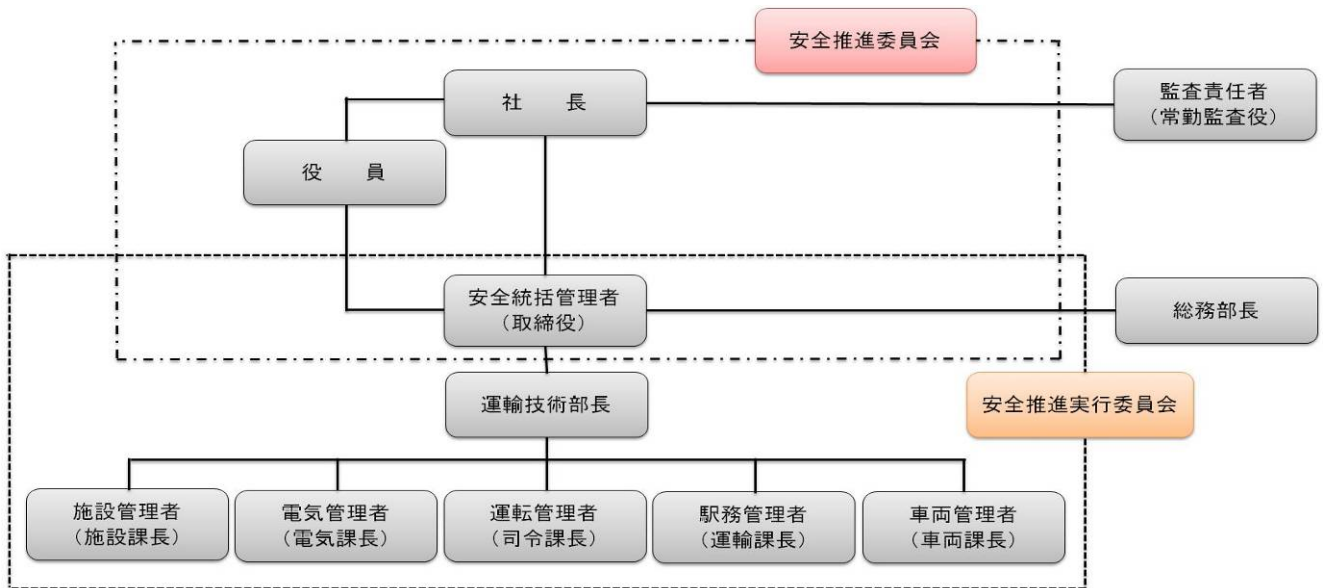 安全推進委員会
社　長
監査責任者
（常勤監査役）
役　員
安全統括管理者
（取締役）
総務部長
運輸技術部長
安全推進実行委員会
施設管理者
（施設課長）
電気管理者
（電気課長）
運転管理者
（司令課長）
駅務管理者
（運輸課長）
車両管理者
（車両課長）